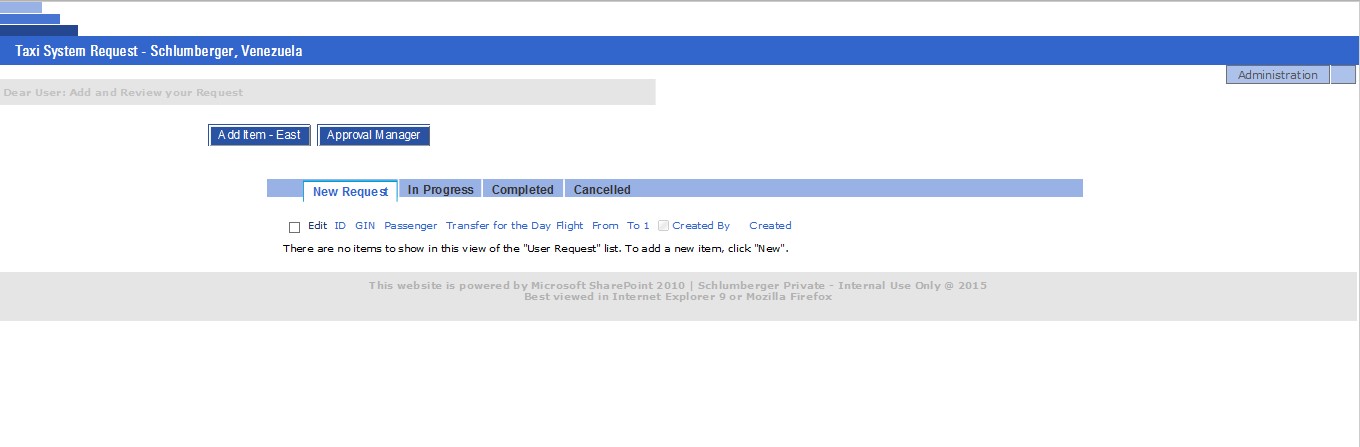 Taxi System Request - Schlumberger, Venezuela
Administration
Dear User: Add and Review your Request
Add Item - East Approval Manager
New Request In Progress Completed Cancelled
Edit ID GIN Passenger Transfer for the Day Flight From To 1 Created By Created
There are no items to show in this view of the "User Request" list. To add a new item, click "New".
This website is powered by Microsoft SharePoint 2010 | Schlumberger Private - Internal Use Only @ 2015
Best viewed in Internet Explorer 9 or Mozilla Firefox